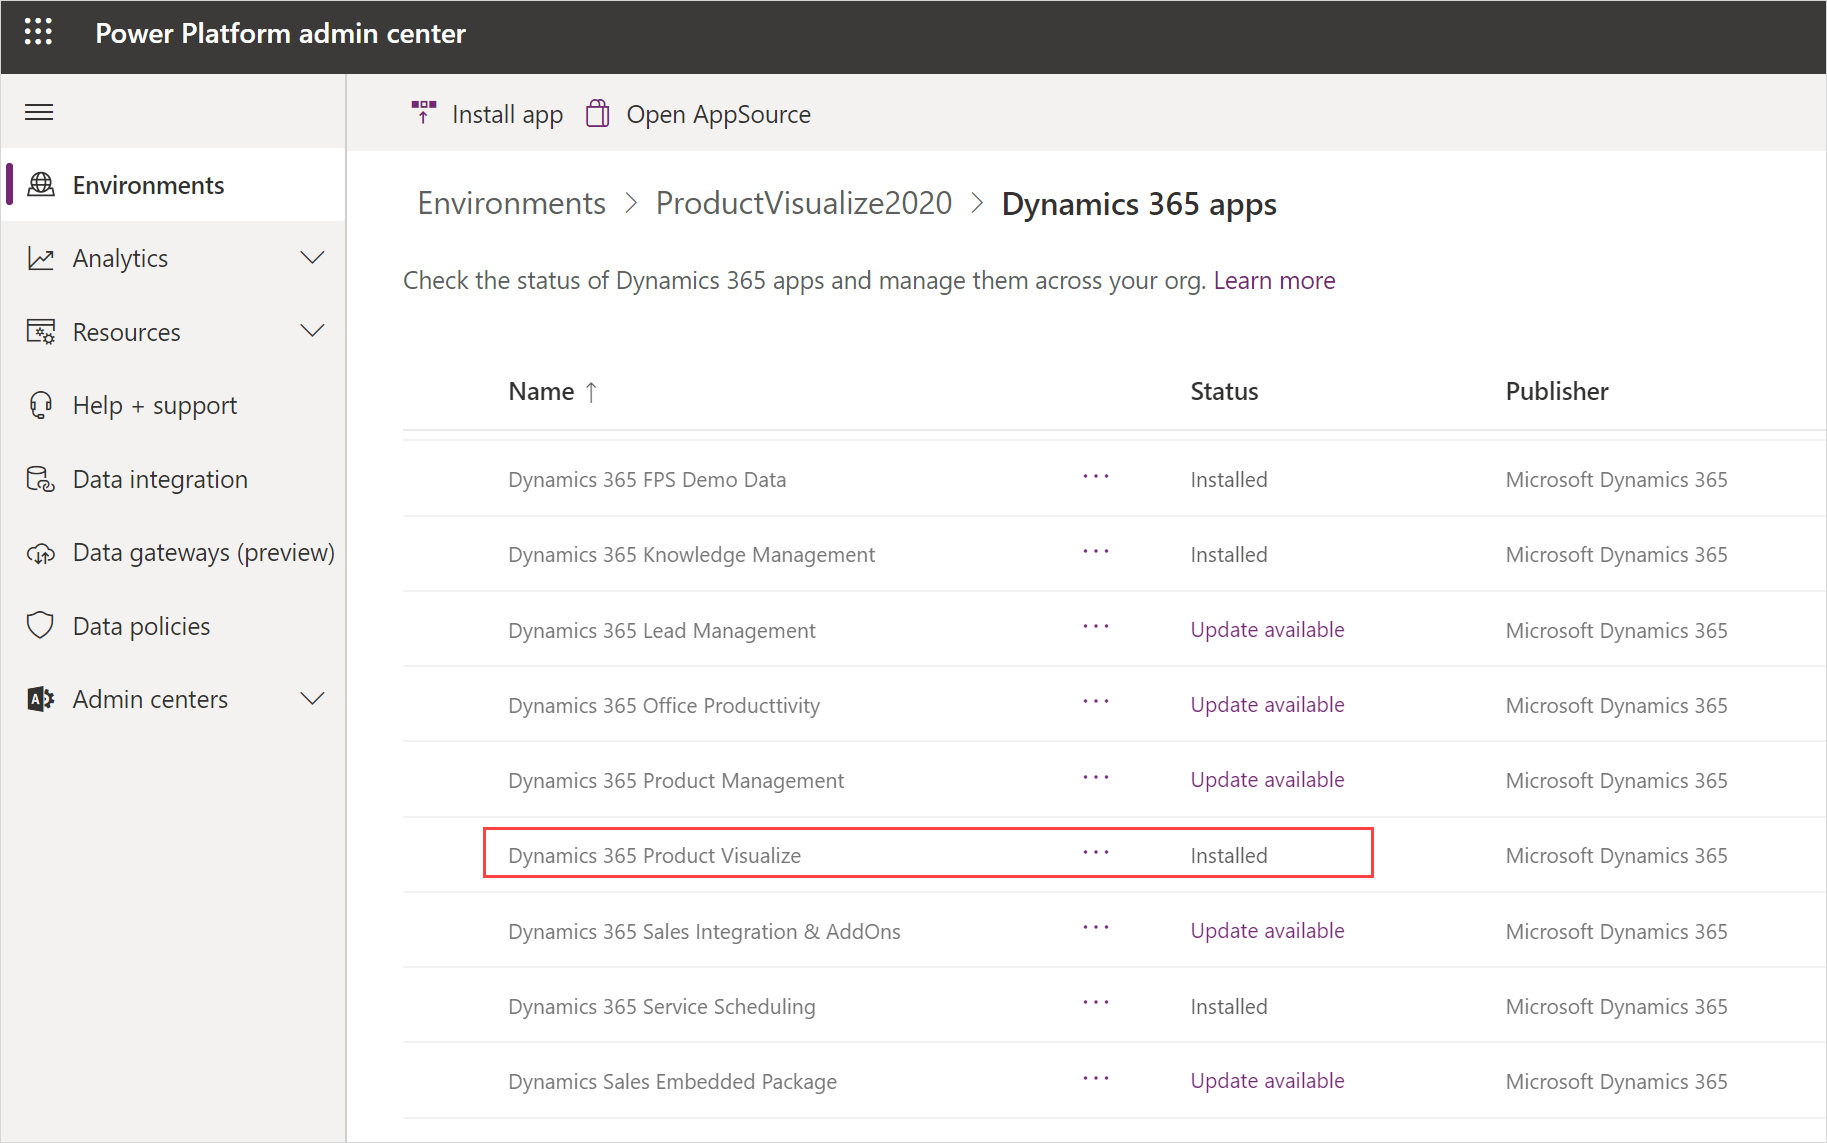 Power Platform admin center
Install app
Open AppSource
Environments
Analytics
Resources
Help + support
Data integration
Data gateways (preview)
Data policies
Admin centers
Environments > ProductVisualize2020 > Dynamics 365 apps
Check the status of Dynamics 365 apps and manage them across your org. Learn more
Name ↑ Status Publisher
Dynamics 365 FPS Demo Data ... Installed Microsoft Dynamics 365
Dynamics 365 Knowledge Management ... Installed Microsoft Dynamics 365
Dynamics 365 Lead Management ... Update available Microsoft Dynamics 365
Dynamics 365 Office Producttivity ... Update available Microsoft Dynamics 365
Dynamics 365 Product Management ... Update available Microsoft Dynamics 365
Dynamics 365 Product Visualize ... Installed Microsoft Dynamics 365
Dynamics 365 Sales Integration & AddOns ... Update available Microsoft Dynamics 365
Dynamics 365 Service Scheduling ... Installed Microsoft Dynamics 365
Dynamics Sales Embedded Package ... Update available Microsoft Dynamics 365